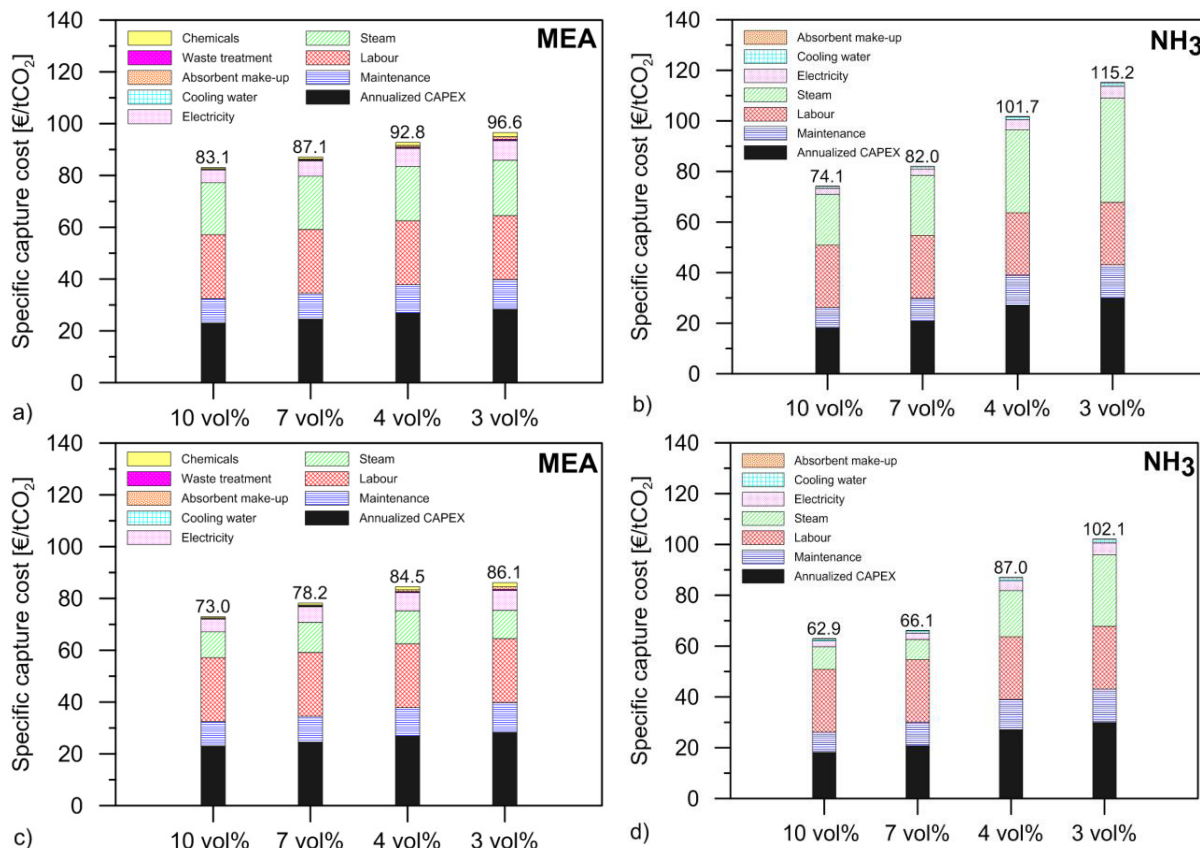 140
120
100
80
60
40
20
0
Specific capture cost [€/tCO2]
Chemicals
Waste treatment
Absorbent make-up
Cooling water
Electricity
Steam
Labour
Maintenance
Annualized CAPEX
MEA
83.1
87.1
92.8
96.6
10 vol%
7 vol%
4 vol%
3 vol%
a)
140
120
100
80
60
40
20
0
Specific capture cost [€/tCO2]
Absorbent make-up
Cooling water
Electricity
Steam
Labour
Maintenance
Annualized CAPEX
NH3
74.1
82.0
101.7
115.2
10 vol%
7 vol%
4 vol%
3 vol%
b)
140
120
100
80
60
40
20
0
Specific capture cost [€/tCO2]
Chemicals
Waste treatment
Absorbent make-up
Cooling water
Electricity
Steam
Labour
Maintenance
Annualized CAPEX
MEA
73.0
78.2
84.5
86.1
10 vol%
7 vol%
4 vol%
3 vol%
c)
140
120
100
80
60
40
20
0
Specific capture cost [€/tCO2]
Absorbent make-up
Cooling water
Electricity
Steam
Labour
Maintenance
Annualized CAPEX
NH3
62.9
66.1
87.0
102.1
10 vol%
7 vol%
4 vol%
3 vol%
d)